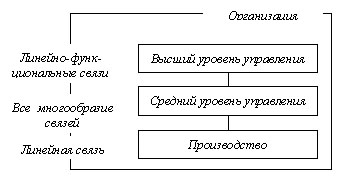 Организация
Линейно-функ-
циональные связи
Высший уровень управления
Все многообразие
связей
Средний уровень управления
Линейная связь
Производство